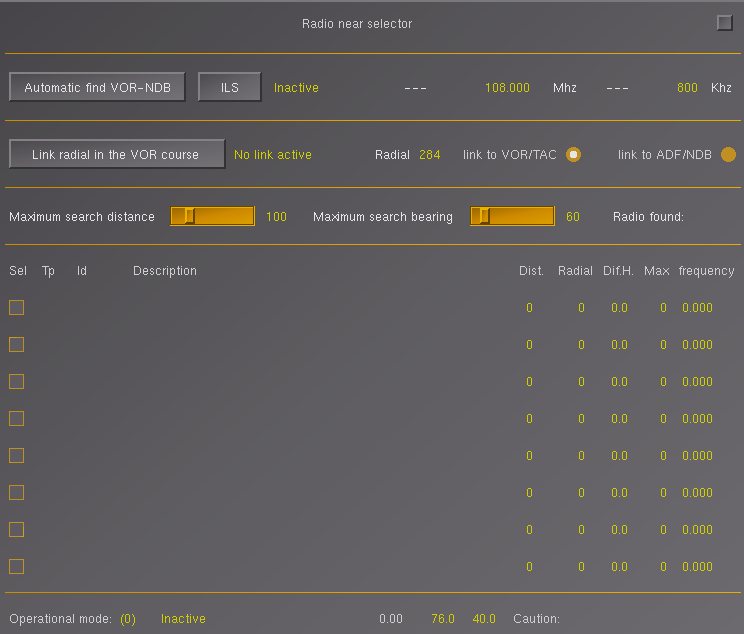 Radio near selector
Automatic find VOR-NDB ILS Inactive --- 108.000 Mhz --- 800 Khz
Link radial in the VOR course No link active Radial 284 link to VOR/TAC link to ADF/NDB
Maximum search distance 100 Maximum search bearing 60 Radio found:
Sel Tp Id Description Dist. Radial Dif.H. Max frequency
0 0 0.0 0 0.000
0 0 0.0 0 0.000
0 0 0.0 0 0.000
0 0 0.0 0 0.000
0 0 0.0 0 0.000
0 0 0.0 0 0.000
0 0 0.0 0 0.000
0 0 0.0 0 0.000
Operational mode: (0) Inactive 0.00 76.0 40.0 Caution: